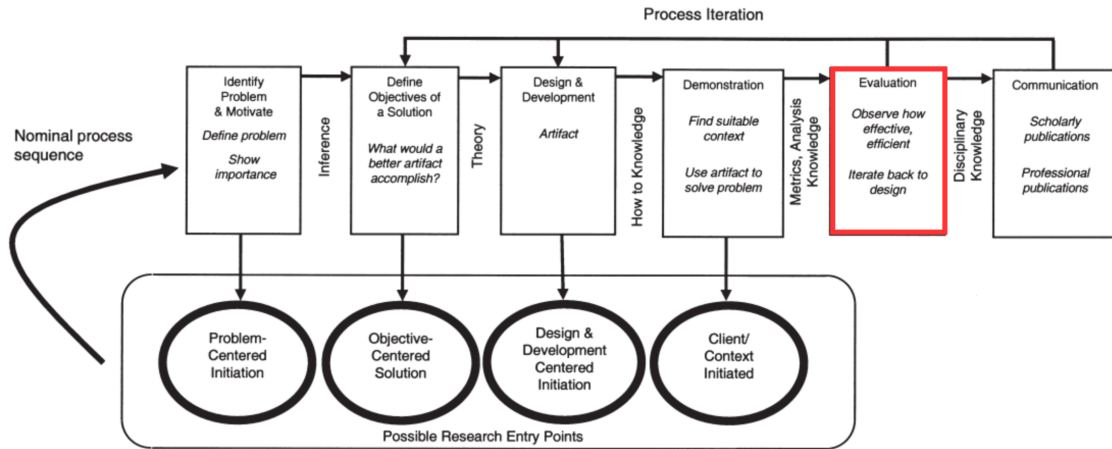 Process Iteration
Nominal process
sequence
Identify
Problem
& Motivate
Define problem
Show
importance
Inference
Define
Objectives of
a Solution
What would a
better artifact
accomplish?
Theory
Design &
Development
Artifact
How to Knowledge
Demonstration
Find suitable
context
Use artifact to
solve problem
Metrics, Analysis
Knowledge
Evaluation
Observe how
effective,
efficient
Iterate back to
design
Disciplinary
Knowledge
Communication
Scholarly
publications
Professional
publications
Problem-
Centered
Initiation
Objective-
Centered
Solution
Design &
Development
Centered
Initiation
Client/
Context
Initiated
Possible Research Entry Points